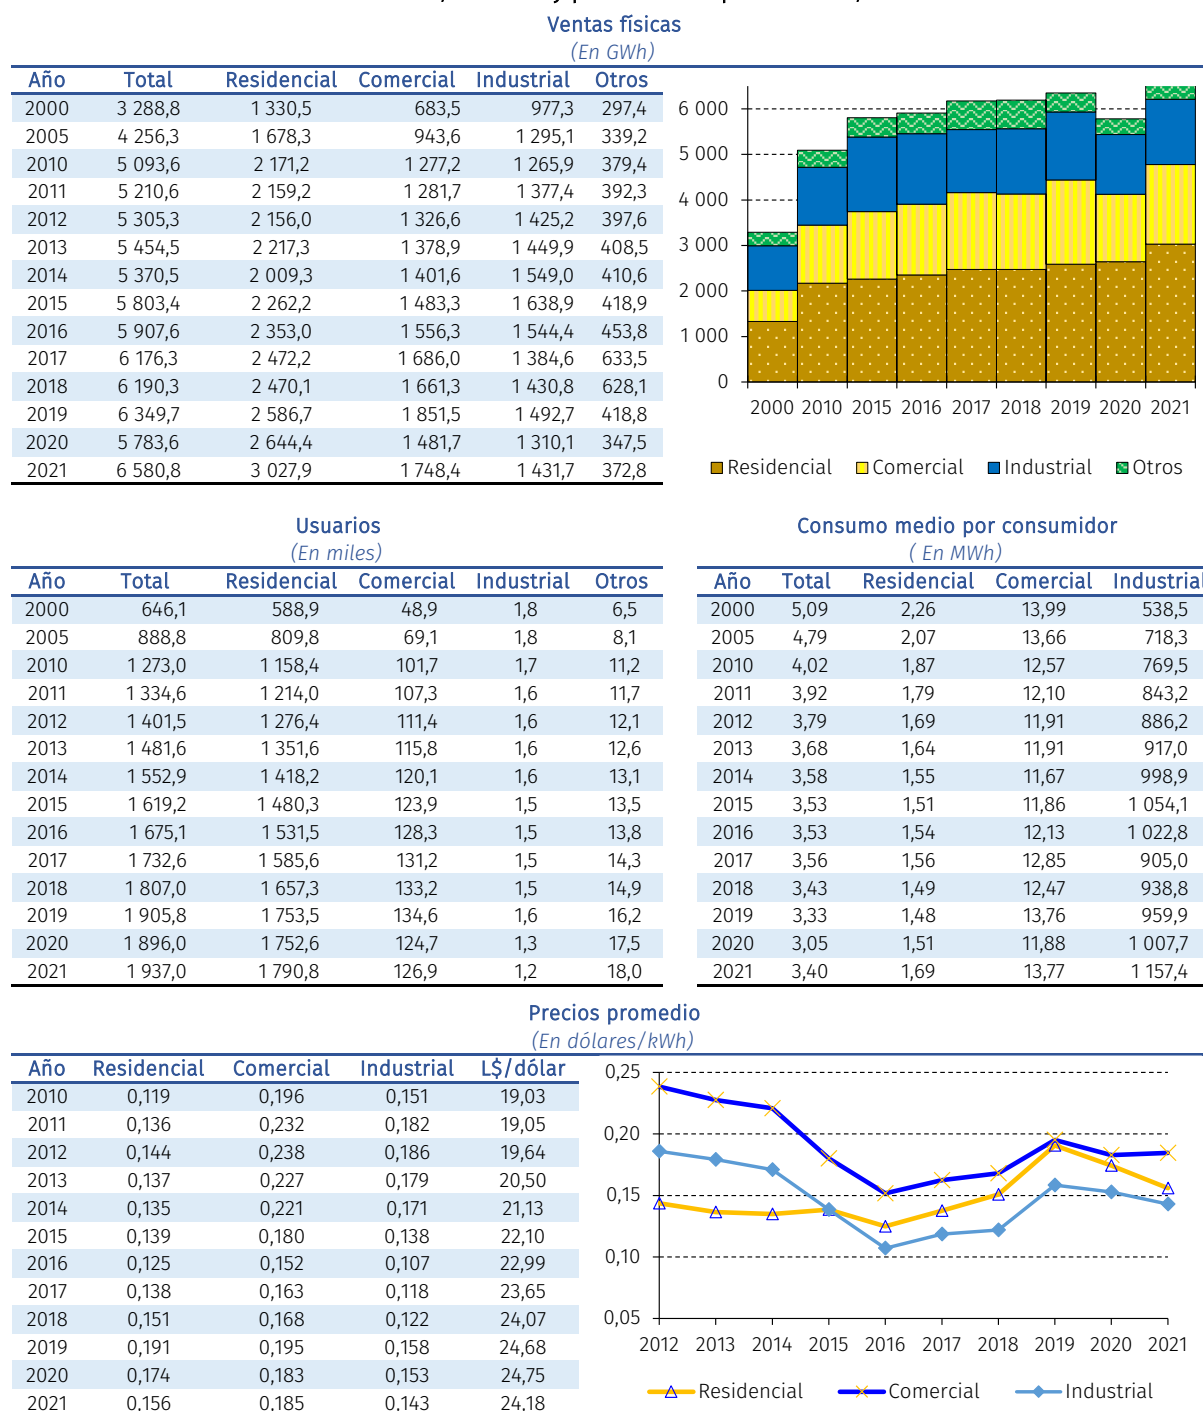 Ventas físicas
(En GWh)
Año Total Residencial Comercial Industrial Otros
2000 3 288,8 1 330,5 683,5 977,3 297,4
2005 4 256,3 1 678,3 943,6 1 295,1 339,2
2010 5 093,6 2 171,2 1 277,2 1 265,9 379,4
2011 5 210,6 2 159,2 1 281,7 1 377,4 392,3
2012 5 305,3 2 156,0 1 326,6 1 425,2 397,6
2013 5 454,5 2 217,3 1 378,9 1 449,9 408,5
2014 5 370,5 2 009,3 1 401,6 1 549,0 410,6
2015 5 803,4 2 262,2 1 483,3 1 638,9 418,9
2016 5 907,6 2 353,0 1 556,3 1 544,4 453,8
2017 6 176,3 2 472,2 1 686,0 1 384,6 633,5
2018 6 190,3 2 470,1 1 661,3 1 430,8 628,1
2019 6 349,7 2 586,7 1 851,5 1 492,7 418,8
2020 5 783,6 2 644,4 1 481,7 1 310,1 347,5
2021 6 580,8 3 027,9 1 748,4 1 431,7 372,8
6 000
5 000
4 000
3 000
2 000
1 000
0
2000 2010 2015 2016 2017 2018 2019 2020 2021
Residencial Comercial Industrial Otros
Usuarios
(En miles)
Año Total Residencial Comercial Industrial Otros
2000 646,1 588,9 48,9 1,8 6,5
2005 888,8 809,8 69,1 1,8 8,1
2010 1 273,0 1 158,4 101,7 1,7 11,2
2011 1 334,6 1 214,0 107,3 1,6 11,7
2012 1 401,5 1 276,4 111,4 1,6 12,1
2013 1 481,6 1 351,6 115,8 1,6 12,6
2014 1 552,9 1 418,2 120,1 1,6 13,1
2015 1 619,2 1 480,3 123,9 1,5 13,5
2016 1 675,1 1 531,5 128,3 1,5 13,8
2017 1 732,6 1 585,6 131,2 1,5 14,3
2018 1 807,0 1 657,3 133,2 1,5 14,9
2019 1 905,8 1 753,5 134,6 1,6 16,2
2020 1 896,0 1 752,6 124,7 1,3 17,5
2021 1 937,0 1 790,8 126,9 1,2 18,0
Consumo medio por consumidor
( En MWh)
Año Total Residencial Comercial Industrial
2000 5,09 2,26 13,99 538,5
2005 4,79 2,07 13,66 718,3
2010 4,02 1,87 12,57 769,5
2011 3,92 1,79 12,10 843,2
2012 3,79 1,69 11,91 886,2
2013 3,68 1,64 11,91 917,0
2014 3,58 1,55 11,67 998,9
2015 3,53 1,51 11,86 1 054,1
2016 3,53 1,54 12,13 1 022,8
2017 3,56 1,56 12,85 905,0
2018 3,43 1,49 12,47 938,8
2019 3,33 1,48 13,76 959,9
2020 3,05 1,51 11,88 1 007,7
2021 3,40 1,69 13,77 1 157,4
Precios promedio
(En dólares/kWh)
Año Residencial Comercial Industrial L$/dólar
2010 0,119 0,196 0,151 19,03
2011 0,136 0,232 0,182 19,05
2012 0,144 0,238 0,186 19,64
2013 0,137 0,227 0,179 20,50
2014 0,135 0,221 0,171 21,13
2015 0,139 0,180 0,138 22,10
2016 0,125 0,152 0,107 22,99
2017 0,138 0,163 0,118 23,65
2018 0,151 0,168 0,122 24,07
2019 0,191 0,195 0,158 24,68
2020 0,174 0,183 0,153 24,75
2021 0,156 0,185 0,143 24,18
0,25
0,20
0,15
0,10
0,05
2012 2013 2014 2015 2016 2017 2018 2019 2020 2021
Residencial Comercial Industrial